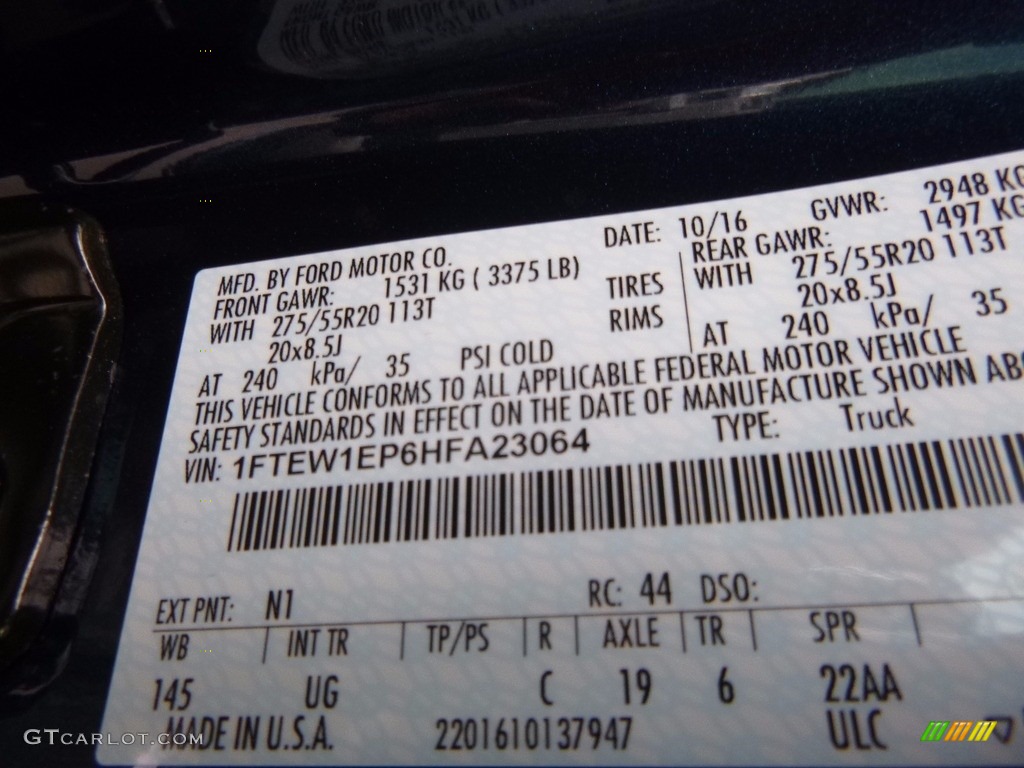 MFD. BY FORD MOTOR CO. DATE: 10/16 GVWR: 2948 KG
FRONT GAWR: 1531 KG ( 3375 LB) REAR GAWR: 1497 KG
WITH 275/55R20 113T TIRES WITH 275/55R20 113T
20x8.5J RIMS 20x8.5J
AT 240 kPa/ 35 PSI COLD AT 240 kPa/ 35
THIS VEHICLE CONFORMS TO ALL APPLICABLE FEDERAL MOTOR VEHICLE
SAFETY STANDARDS IN EFFECT ON THE DATE OF MANUFACTURE SHOWN ABO
VIN: 1FTEW1EP6HFA23064 TYPE: Truck
EXT PNT: N1 RC: 44 DSO:
WB INT TR TP/PS R AXLE TR SPR
145 UG C 19 6 22AA
MADE IN U.S.A. 2201610137947 ULC
GTCARLOT.COM